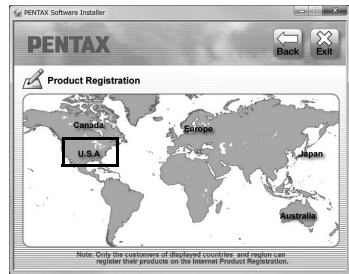 PENTAX Software Installer
PENTAX
Back
Exit
Product Registration
Canada
Europe
U.S.A
Japan
Australia
Note: Only the customers of displayed countries and region can
register their products on the Internet Product Registration.